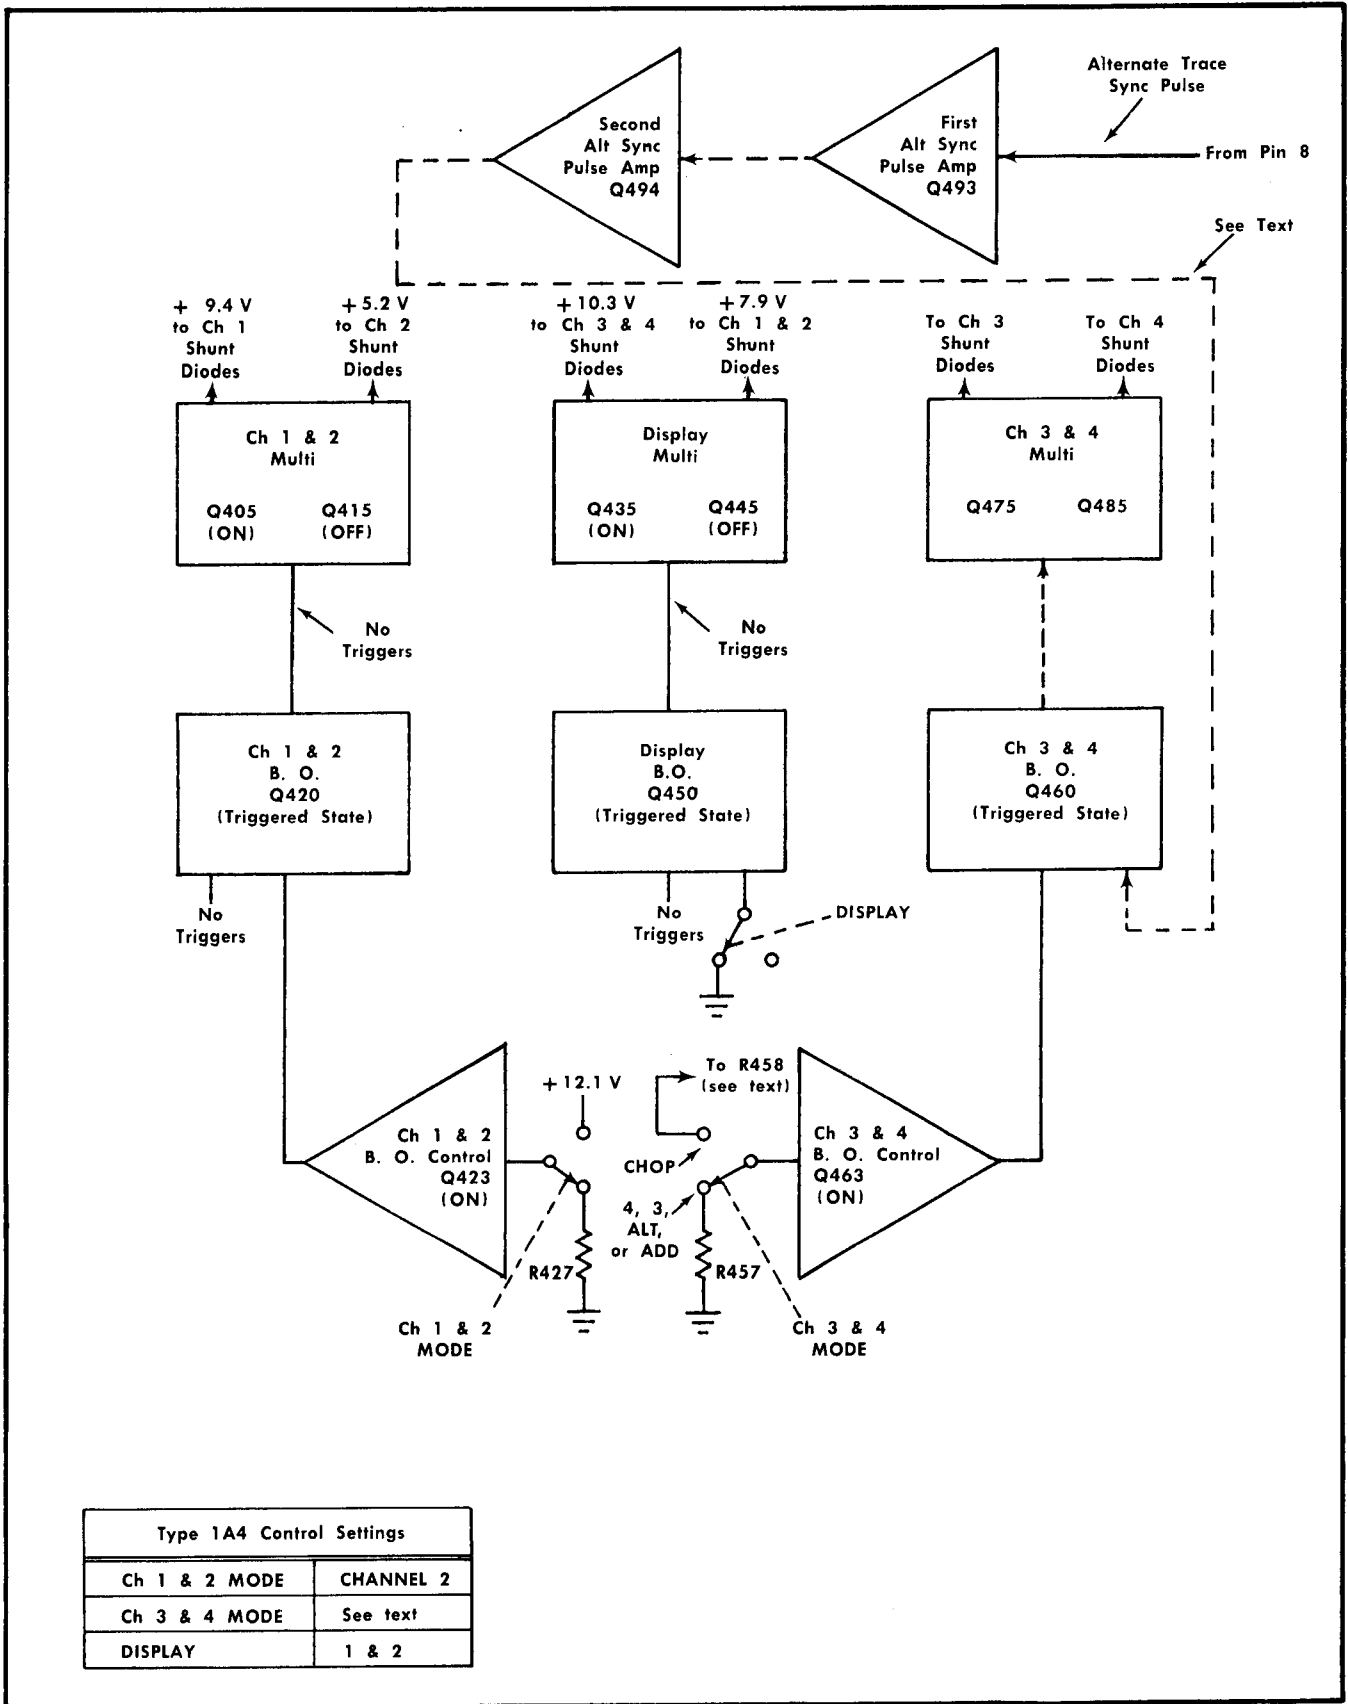 Alternate Trace
Sync Pulse
Second
Alt Sync
Pulse Amp
Q494
First
Alt Sync
Pulse Amp
Q493
From Pin 8
See Text
+ 9.4 V
to Ch 1
Shunt
Diodes
+ 5.2 V
to Ch 2
Shunt
Diodes
+ 10.3 V
to Ch 3 & 4
Shunt
Diodes
+ 7.9 V
to Ch 1 & 2
Shunt
Diodes
To Ch 3
Shunt
Diodes
To Ch 4
Shunt
Diodes
Ch 1 & 2
Multi
Q405
(ON)
Q415
(OFF)
Display
Multi
Q435
(ON)
Q445
(OFF)
Ch 3 & 4
Multi
Q475
Q485
No
Triggers
No
Triggers
Ch 1 & 2
B. O.
Q420
(Triggered State)
Display
B.O.
Q450
(Triggered State)
Ch 3 & 4
B. O.
Q460
(Triggered State)
No
Triggers
No
Triggers
DISPLAY
+ 12.1 V
To R458
(see text)
Ch 1 & 2
B. O. Control
Q423
(ON)
CHOP
Ch 3 & 4
B. O. Control
Q463
(ON)
4, 3,
ALT,
or ADD
R427
R457
Ch 1 & 2
MODE
Ch 3 & 4
MODE
Type 1A4 Control Settings
Ch 1 & 2 MODE CHANNEL 2
Ch 3 & 4 MODE See text
DISPLAY 1 & 2